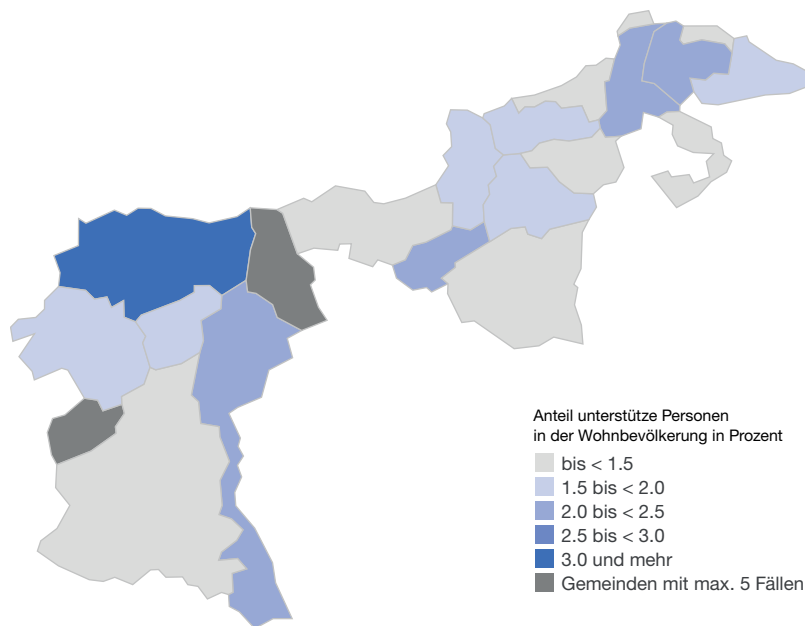 Anteil unterstütze Personen
in der Wohnbevölkerung in Prozent
bis < 1.5
1.5 bis < 2.0
2.0 bis < 2.5
2.5 bis < 3.0
3.0 und mehr
Gemeinden mit max. 5 Fällen